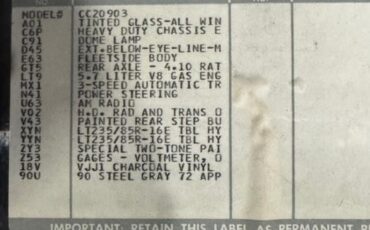 MODEL# CC20903
A01 TINTED GLASS-ALL WIN
C6P HEAVY DUTY CHASSIS E
C91 DOME LAMP
D45 EXT.BELOW-EYE-LINE-M
E63 FLEETSIDE BODY
GT5 REAR AXLE - 4.10 RAT
LT9 5.7 LITER V8 GAS ENG
MX1 3-SPEED AUTOMATIC TR
N41 POWER STEERING
U63 AM RADIO
VO2 H.D. RAD AND TRANS O
V43 PAINTED REAR STEP BU
XYN LT235/85R-16E TBL HY
YYN LT235/85R-16E TBL HY
ZY3 SPECIAL TWO-TONE PAI
Z53 GAGES - VOLTMETER, O
18V VJJ1 CHARCOAL VINYL
90U 90 STEEL GRAY 72 APP
IMPORTANT: RETAIN THIS LABEL AS PERMANENT